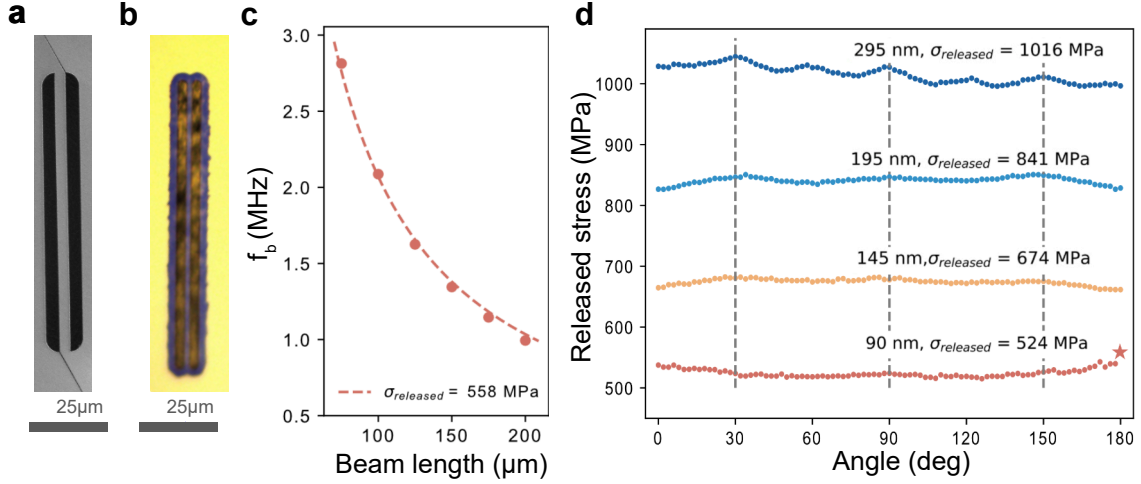 a
25μm
b
25μm
c
3.0
2.5
2.0
1.5
1.0
0.5
f_b (MHz)
σ_released = 558 MPa
100
150
200
Beam length (μm)
d
1000
900
800
700
600
500
Released stress (MPa)
295 nm, σ_released = 1016 MPa
195 nm, σ_released = 841 MPa
145 nm,σ_released = 674 MPa
90 nm, σ_released = 524 MPa
0
30
60
90
120
150
180
Angle (deg)